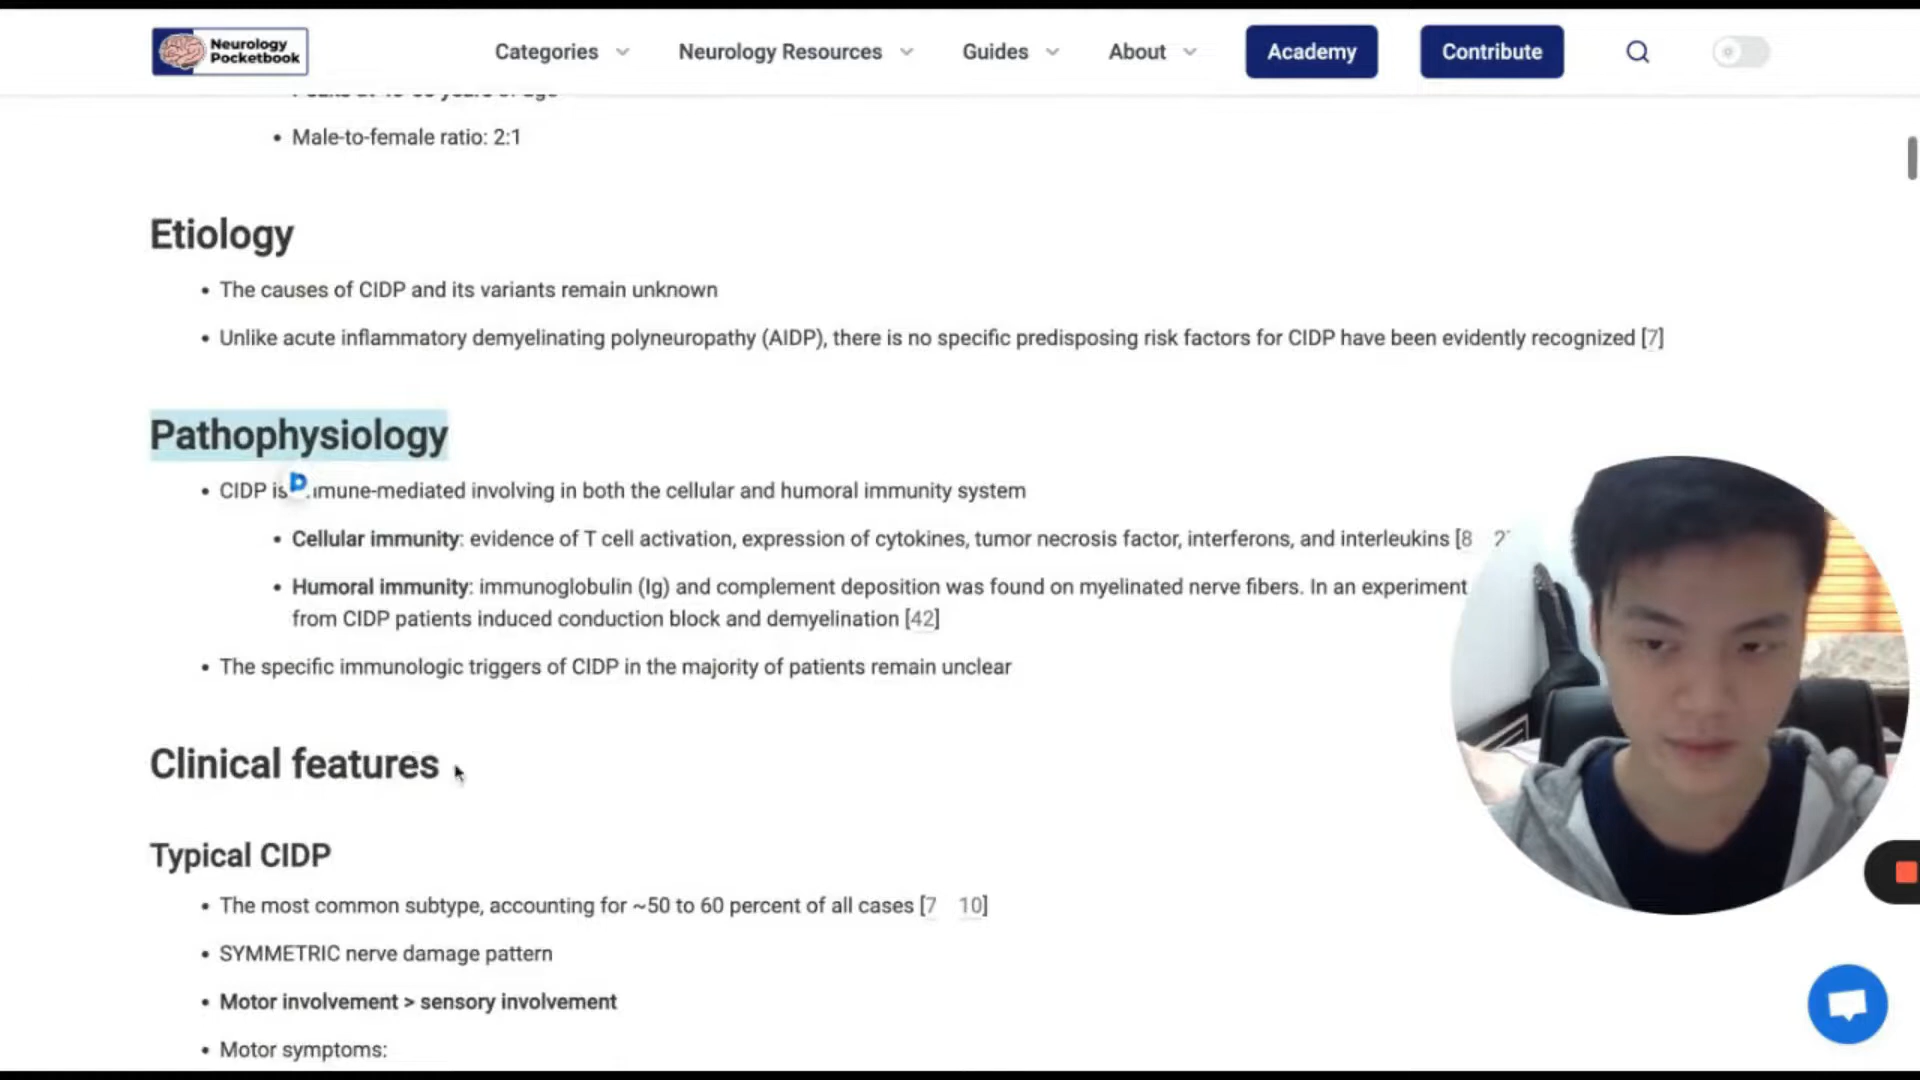 Neurology
Pocketbook
Categories
Neurology Resources
Guides
About
Academy
Contribute
• Male-to-female ratio: 2:1
Etiology
• The causes of CIDP and its variants remain unknown
• Unlike acute inflammatory demyelinating polyneuropathy (AIDP), there is no specific predisposing risk factors for CIDP have been evidently recognized [7]
Pathophysiology
• CIDP is mune-mediated involving in both the cellular and humoral immunity system
• Cellular immunity: evidence of T cell activation, expression of cytokines, tumor necrosis factor, interferons, and interleukins [8
• Humoral immunity: immunoglobulin (Ig) and complement deposition was found on myelinated nerve fibers. In an experiment
from CIDP patients induced conduction block and demyelination [42]
• The specific immunologic triggers of CIDP in the majority of patients remain unclear
Clinical features
Typical CIDP
• The most common subtype, accounting for ~50 to 60 percent of all cases [7 10]
• SYMMETRIC nerve damage pattern
• Motor involvement > sensory involvement
• Motor symptoms: